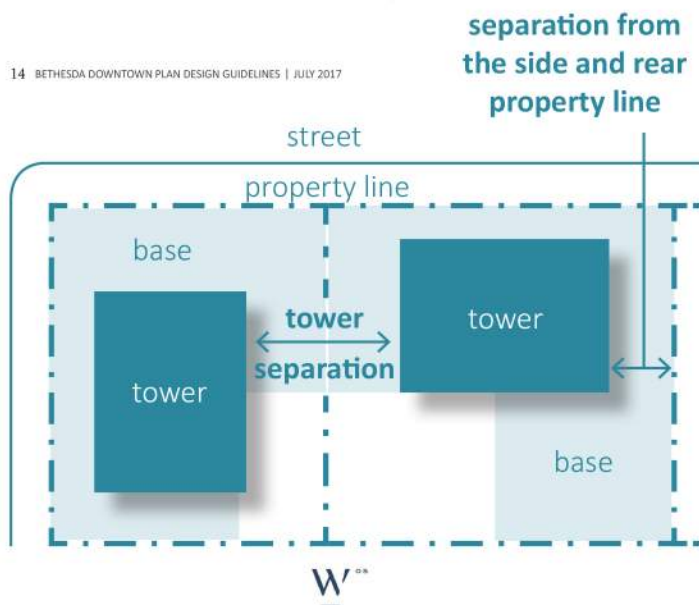 separation from
the side and rear
property line
14 BETHESDA DOWNTOWN PLAN DESIGN GUIDELINES | JULY 2017
street
property line
base
tower
tower
separation
tower
base
W